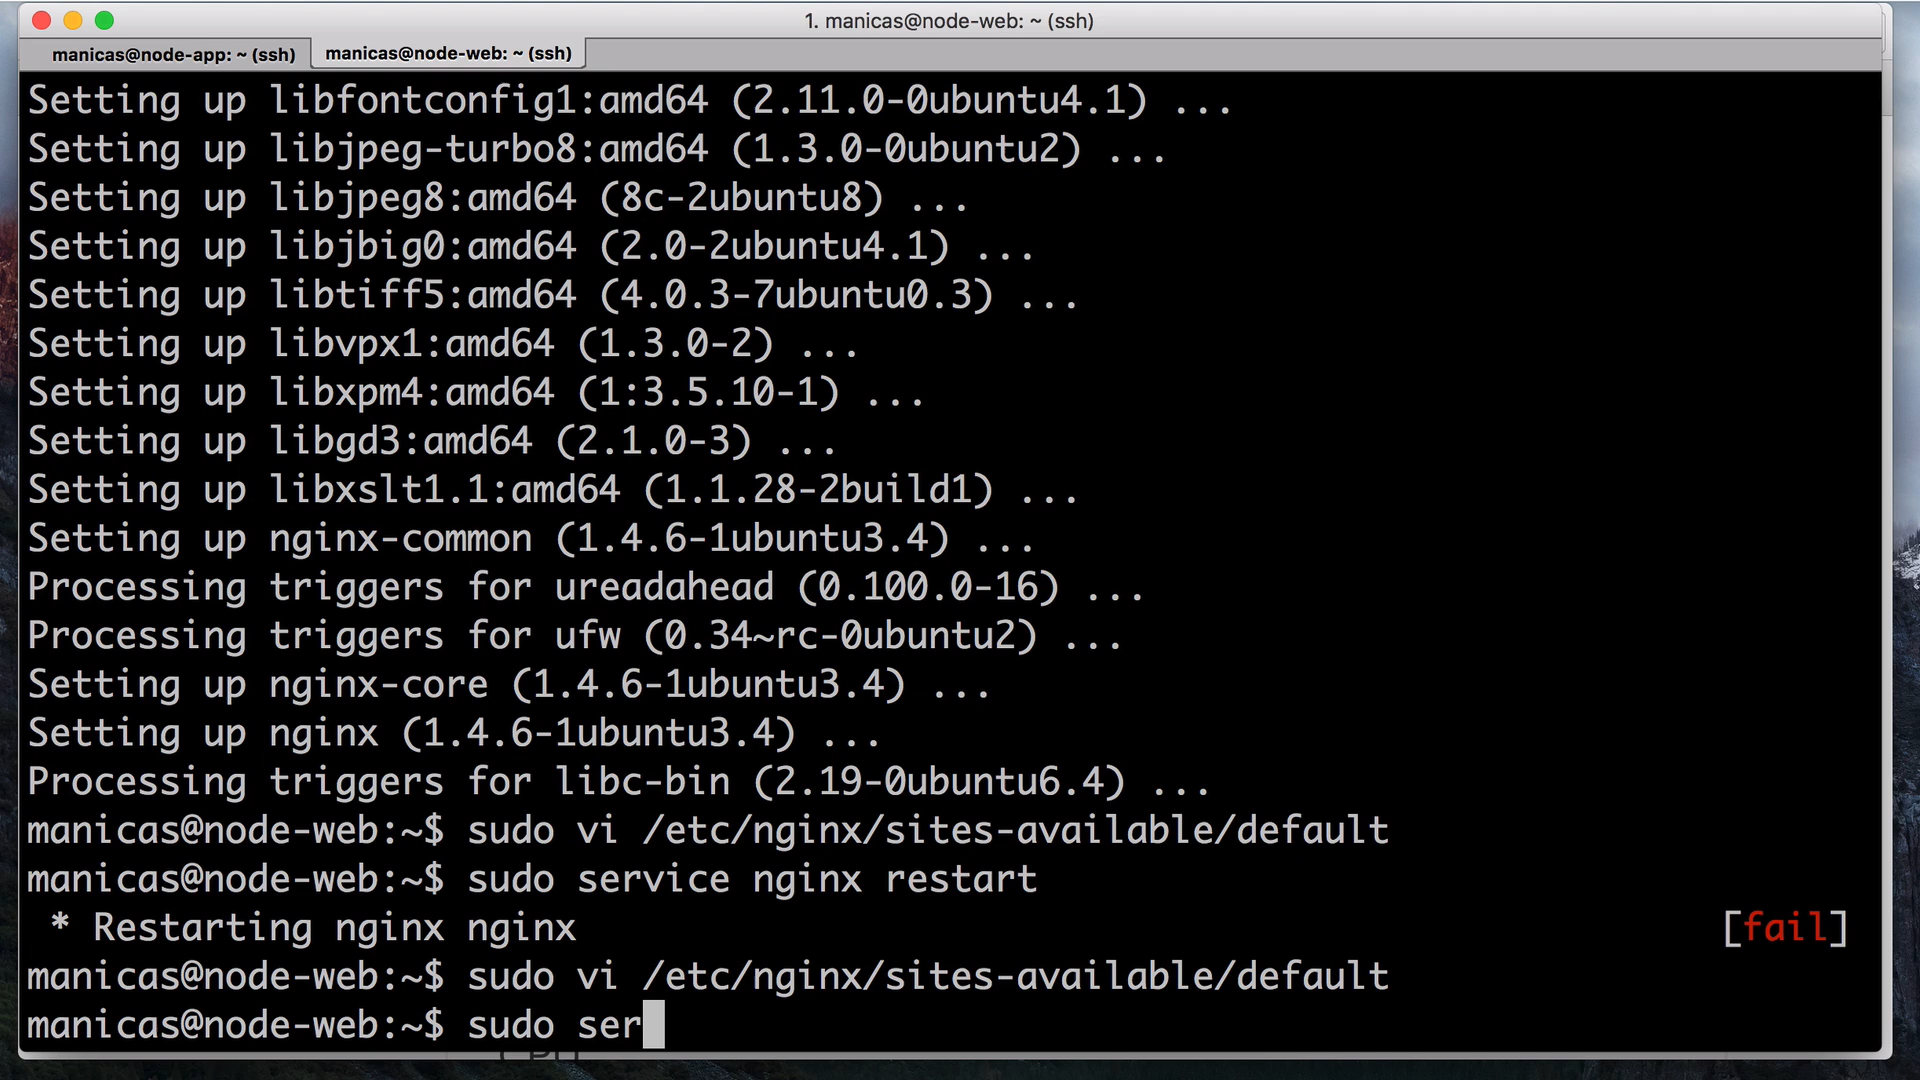 1. manicas@node-web: ~ (ssh)
manicas@node-app: ~ (ssh)
manicas@node-web: ~ (ssh)
Setting up libfontconfig1:amd64 (2.11.0-0ubuntu4.1) ...
Setting up libjpeg-turbo8:amd64 (1.3.0-0ubuntu2) ...
Setting up libjpeg8:amd64 (8c-2ubuntu8) ...
Setting up libjbig0:amd64 (2.0-2ubuntu4.1) ...
Setting up libtiff5:amd64 (4.0.3-7ubuntu0.3) ...
Setting up libvpx1:amd64 (1.3.0-2) ...
Setting up libxpm4:amd64 (1:3.5.10-1) ...
Setting up libgd3:amd64 (2.1.0-3) ...
Setting up libxslt1.1:amd64 (1.1.28-2build1) ...
Setting up nginx-common (1.4.6-1ubuntu3.4) ...
Processing triggers for ureadahead (0.100.0-16) ...
Processing triggers for ufw (0.34~rc-0ubuntu2) ...
Setting up nginx-core (1.4.6-1ubuntu3.4) ...
Setting up nginx (1.4.6-1ubuntu3.4) ...
Processing triggers for libc-bin (2.19-0ubuntu6.4) ...
manicas@node-web:~$ sudo vi /etc/nginx/sites-available/default
manicas@node-web:~$ sudo service nginx restart
 * Restarting nginx nginx [fail]
manicas@node-web:~$ sudo vi /etc/nginx/sites-available/default
manicas@node-web:~$ sudo ser